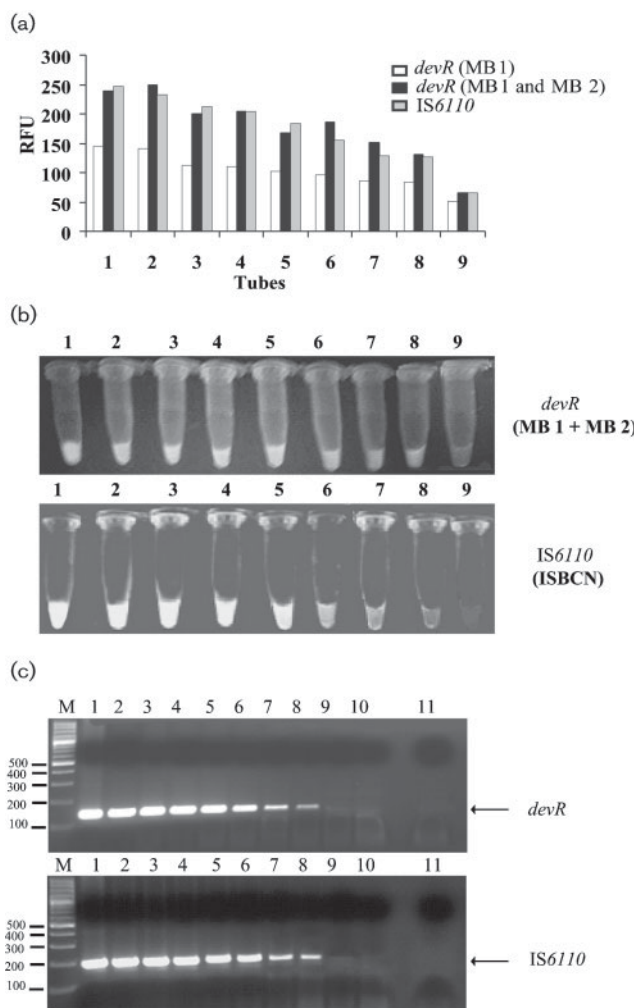 (a)
300
250
200
150
100
50
0
RFU
devR (MB 1)
devR (MB1 and MB 2)
IS6110
1 2 3 4 5 6 7 8 9
Tubes
(b)
1 2 3 4 5 6 7 8 9
devR
(MB 1 + MB 2)
1 2 3 4 5 6 7 8 9
IS6110
(ISBCN)
(c)
M 1 2 3 4 5 6 7 8 9 10 11
500
400
300
200
100
devR
M 1 2 3 4 5 6 7 8 9 10 11
500
400
300
200
100
IS6110